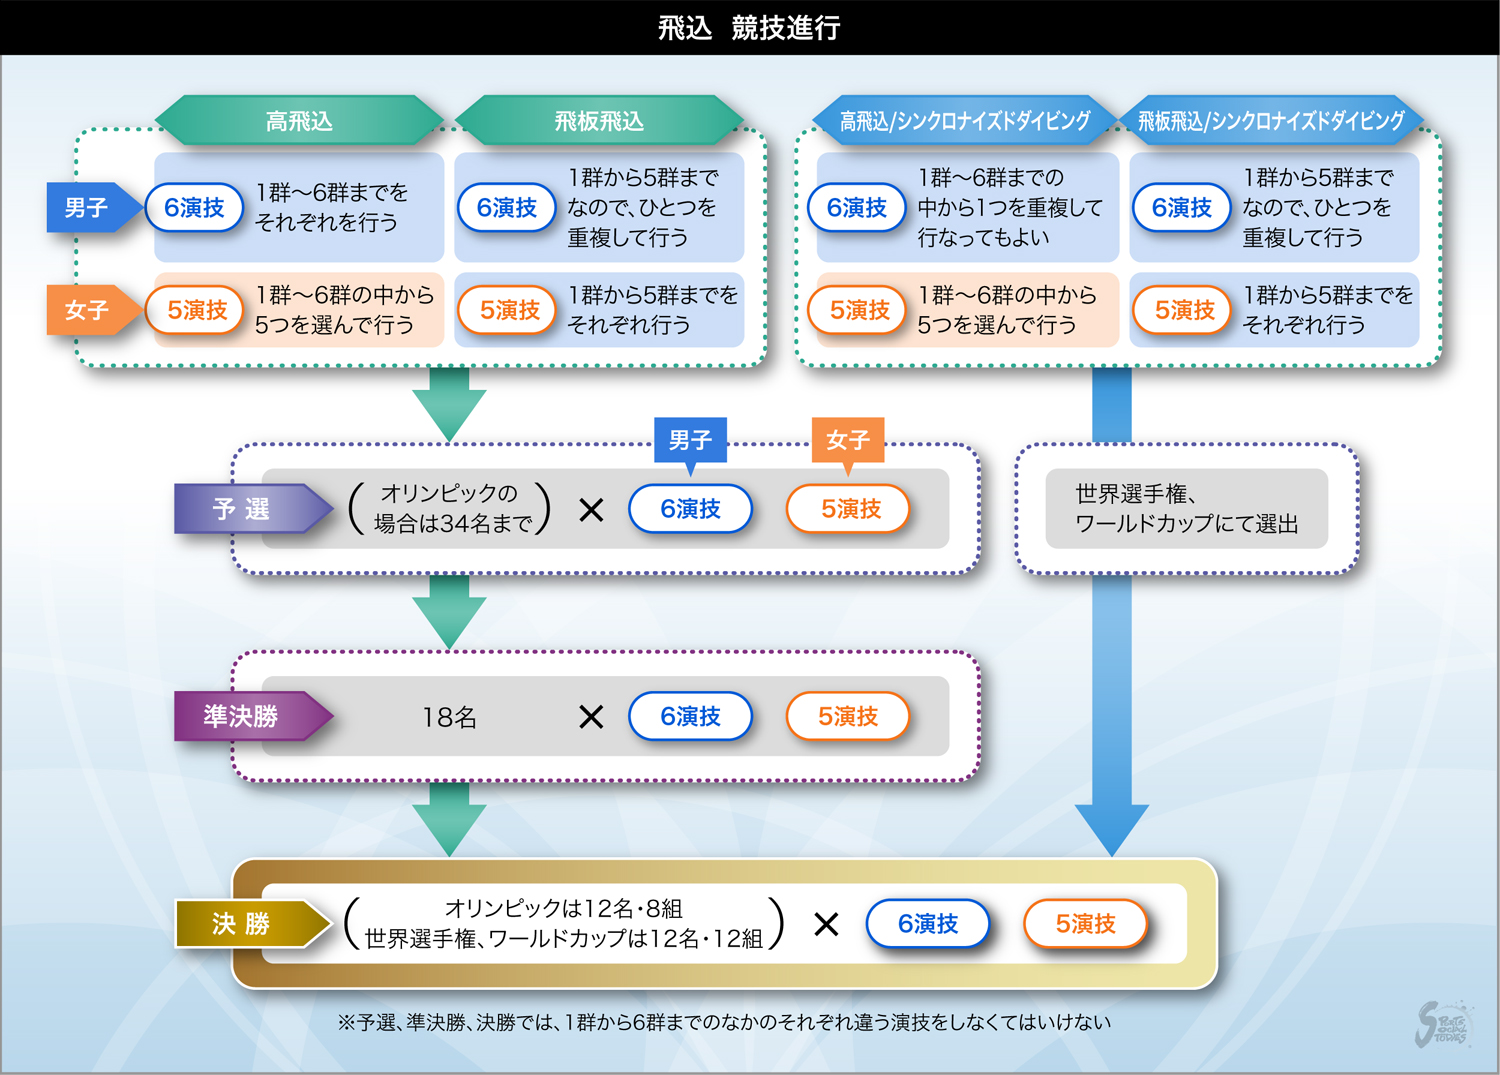 飛込 競技進行
高飛込
飛板飛込
高飛込/シンクロナイズドダイビング
飛板飛込/シンクロナイズドダイビング
男子
6演技
1群〜6群までを
それぞれを行う
6演技
1群から5群まで
なので、ひとつを
重複して行う
6演技
1群〜6群までの
中から1つを重複して
行なってもよい
6演技
1群から5群まで
なので、ひとつを
重複して行う
女子
5演技
1群〜6群の中から
5つを選んで行う
5演技
1群から5群までを
それぞれ行う
5演技
1群〜6群の中から
5つを選んで行う
5演技
1群から5群までを
それぞれ行う
男子
女子
予選
(オリンピックの
場合は34名まで)
×
6演技
5演技
世界選手権、
ワールドカップにて選出
準決勝
18名
×
6演技
5演技
決勝
(オリンピックは12名・8組
世界選手権、ワールドカップは12名・12組)
×
6演技
5演技
※予選、準決勝、決勝では、1群から6群までのなかのそれぞれ違う演技をしなくてはいけない
SPORTS
SOCIAL
STORIES